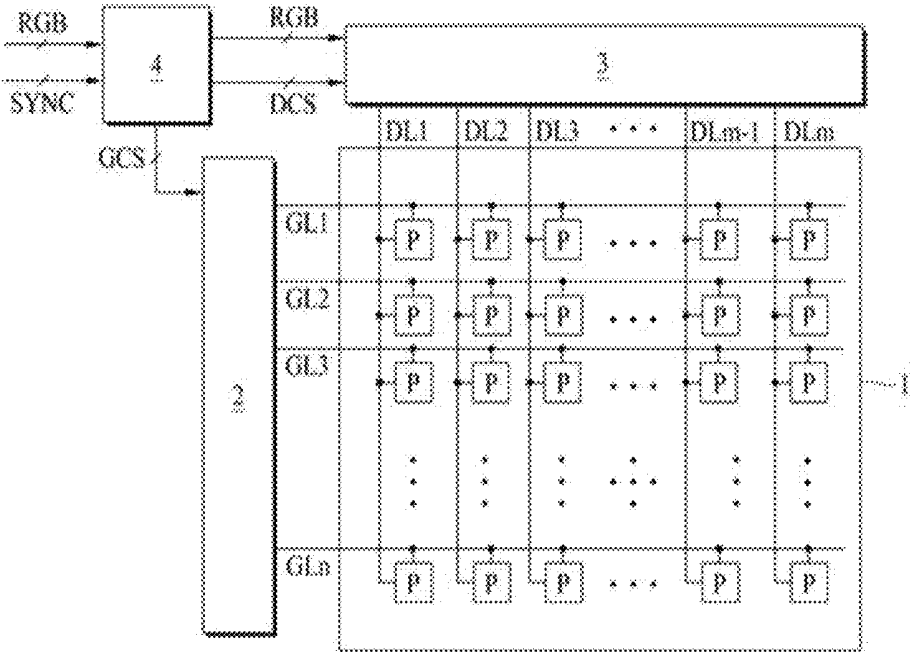 RGB
RGB
4
3
SYNC
DCS
GCS
DL1 DL2 DL3 DLm-1 DLm
GL1
P P P P P
GL2
P P P P P
GL3
P P P P P
2
1
GLn
P P P P P